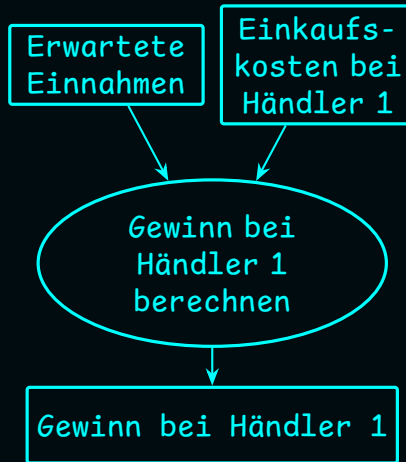 Erwartete
Einnahmen
Einkaufs-
kosten bei
Händler 1
Gewinn bei
Händler 1
berechnen
Gewinn bei Händler 1